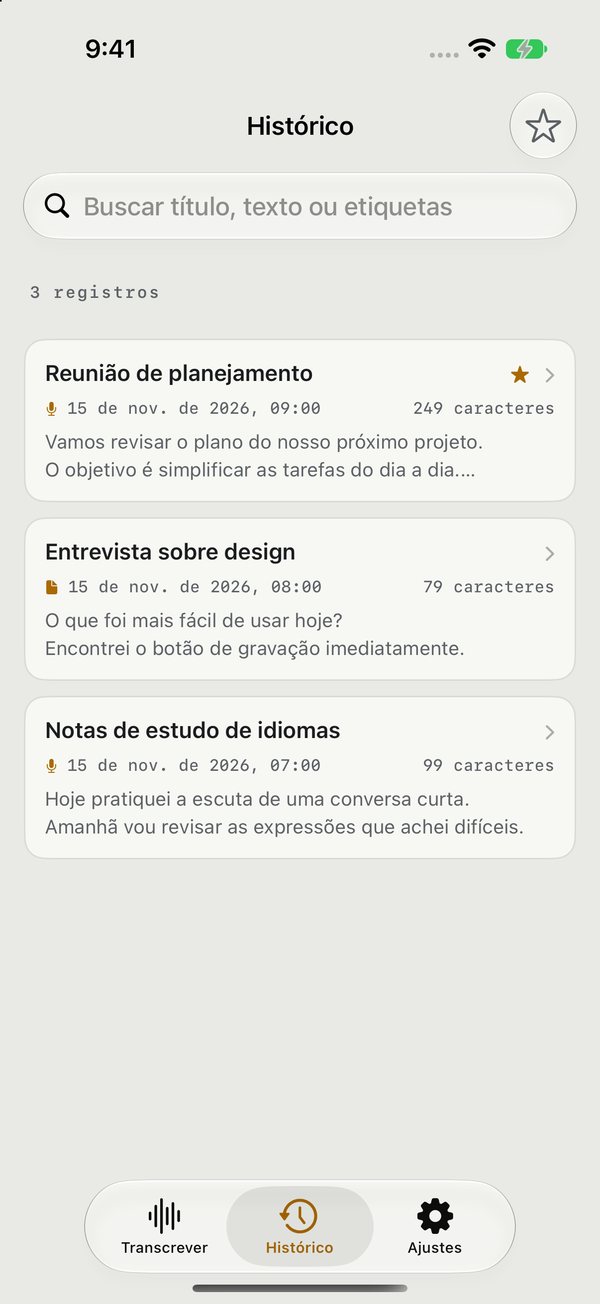 9:41
Histórico
Buscar título, texto ou etiquetas
3 registros
Reunião de planejamento
15 de nov. de 2026, 09:00 249 caracteres
Vamos revisar o plano do nosso próximo projeto.
O objetivo é simplificar as tarefas do dia a dia.…
Entrevista sobre design
15 de nov. de 2026, 08:00 79 caracteres
O que foi mais fácil de usar hoje?
Encontrei o botão de gravação imediatamente.
Notas de estudo de idiomas
15 de nov. de 2026, 07:00 99 caracteres
Hoje pratiquei a escuta de uma conversa curta.
Amanhã vou revisar as expressões que achei difíceis.
Transcrever Histórico Ajustes